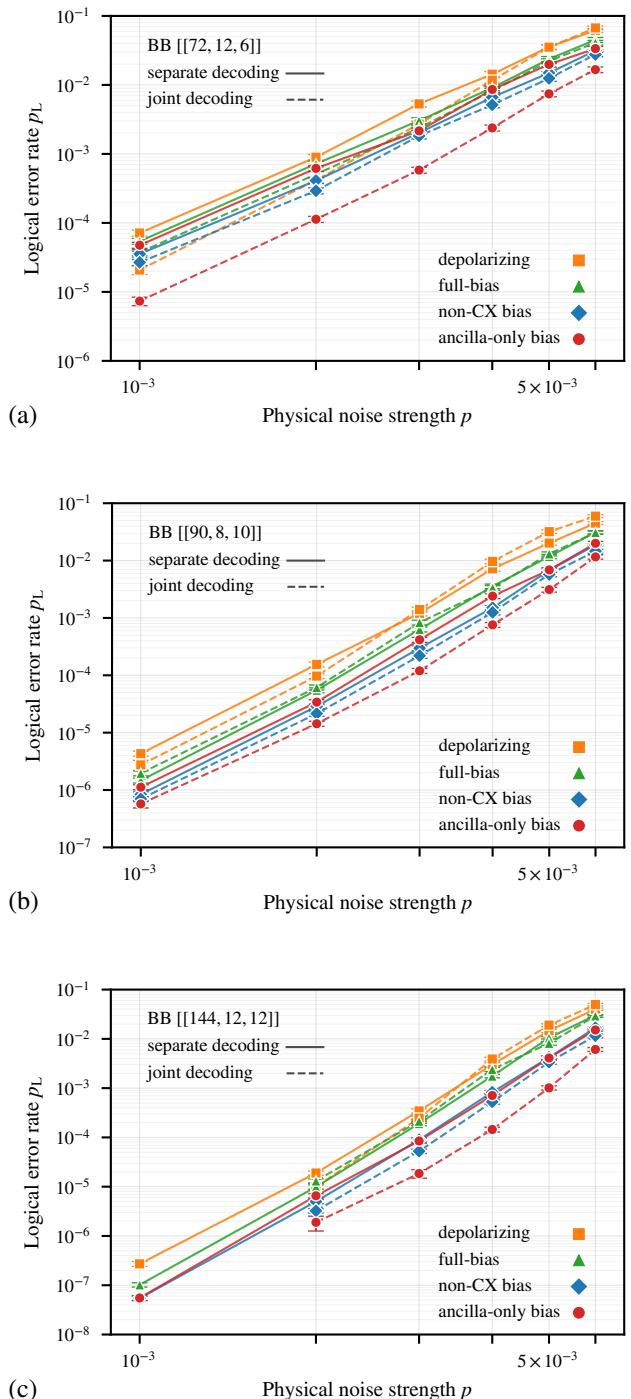 10⁻¹
10⁻²
10⁻³
10⁻⁴
10⁻⁵
10⁻⁶
Logical error rate p_L
BB [[72, 12, 6]]
separate decoding
joint decoding
depolarizing
full-bias
non-CX bias
ancilla-only bias
10⁻³
5 × 10⁻³
Physical noise strength p
(a)
10⁻¹
10⁻²
10⁻³
10⁻⁴
10⁻⁵
10⁻⁶
10⁻⁷
Logical error rate p_L
BB [[90, 8, 10]]
separate decoding
joint decoding
depolarizing
full-bias
non-CX bias
ancilla-only bias
10⁻³
5 × 10⁻³
Physical noise strength p
(b)
10⁻¹
10⁻²
10⁻³
10⁻⁴
10⁻⁵
10⁻⁶
10⁻⁷
10⁻⁸
Logical error rate p_L
BB [[144, 12, 12]]
separate decoding
joint decoding
depolarizing
full-bias
non-CX bias
ancilla-only bias
10⁻³
5 × 10⁻³
Physical noise strength p
(c)